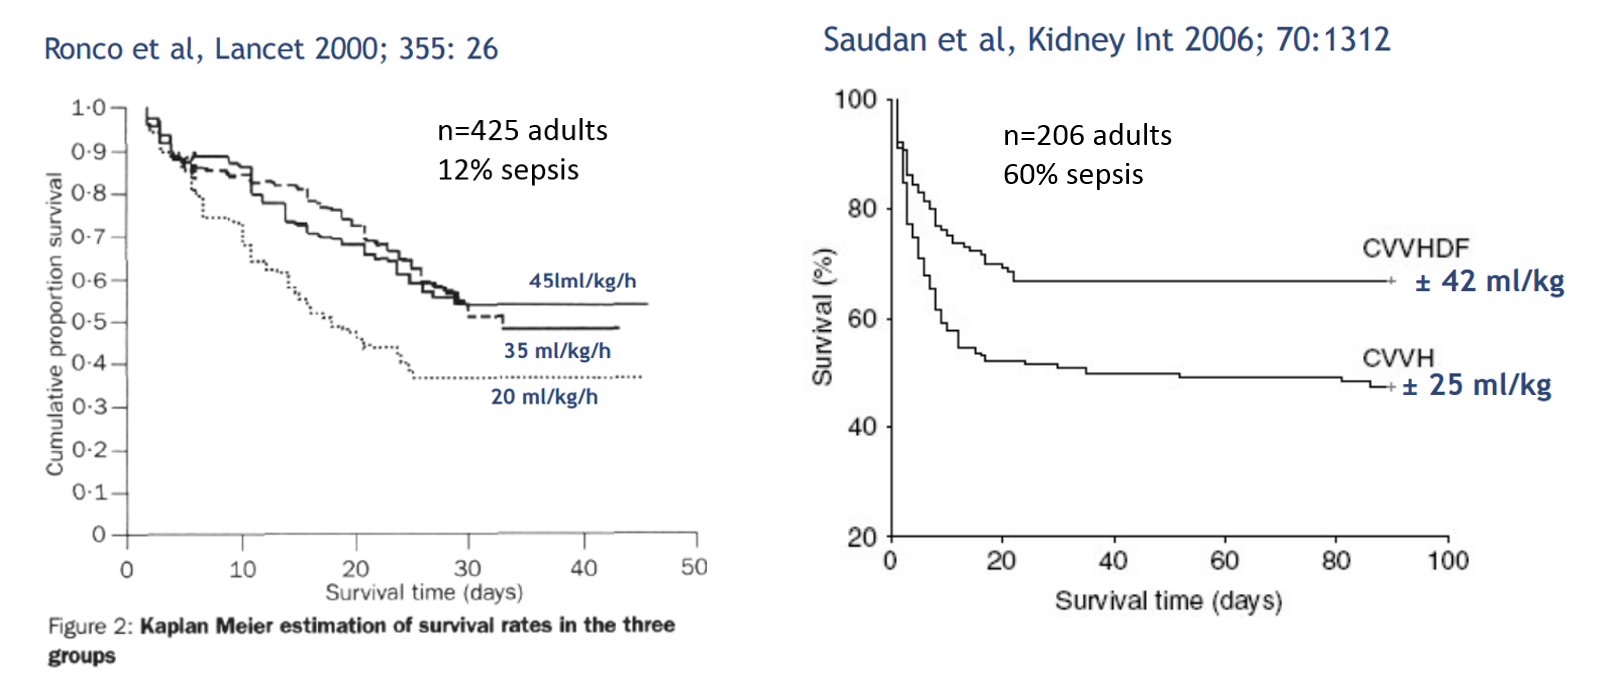 Ronco et al, Lancet 2000; 355: 26
Cumulative proportion survival
1·0
0·9
0·8
0·7
0·6
0·5
0·4
0·3
0·2
0·1
0
n=425 adults
12% sepsis
45lml/kg/h
35 ml/kg/h
20 ml/kg/h
0 10 20 30 40 50
Survival time (days)
Figure 2: Kaplan Meier estimation of survival rates in the three
groups
Saudan et al, Kidney Int 2006; 70:1312
Survival (%)
100
80
60
40
20
n=206 adults
60% sepsis
CVVHDF
± 42 ml/kg
CVVH
± 25 ml/kg
0 20 40 60 80 100
Survival time (days)